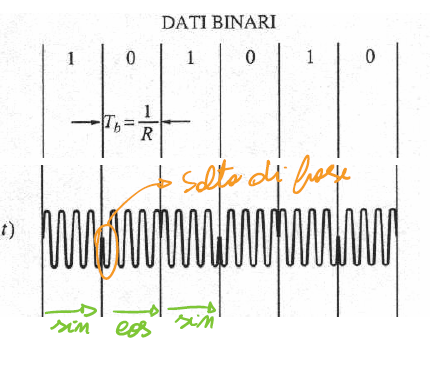 DATI BINARI
1 0 1 0 1 0
T_b = 1/R
salto di fase
t)
sin cos sin